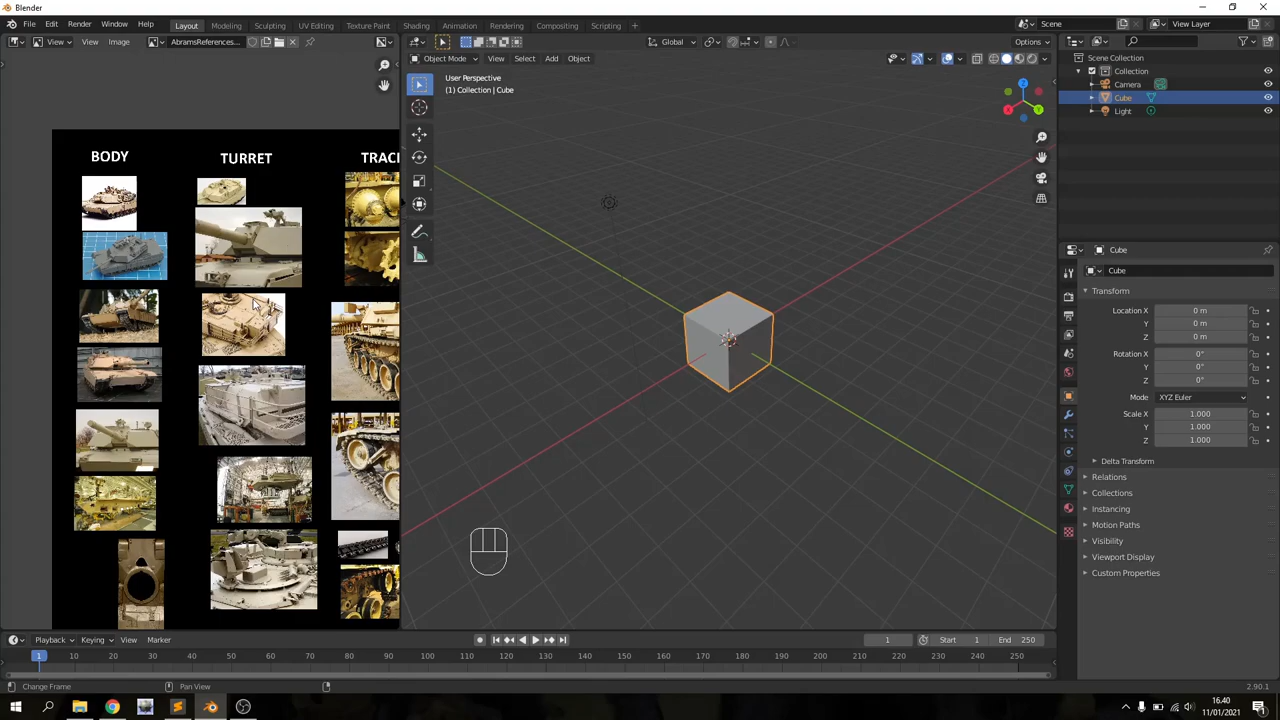 Blender
File Edit Render Window Help
Layout Modeling Sculpting UV Editing Texture Paint Shading Animation Rendering Compositing Scripting +
Scene
View Layer
View View Image AbramsReferences...
Global
Options
Object Mode View Select Add Object
User Perspective
(1) Collection | Cube
X
Y
Z
BODY
TURRET
TRACK
Scene Collection
Collection
Camera
Cube
Light
Cube
Cube
Transform
Location X 0 m
Y 0 m
Z 0 m
Rotation X 0°
Y 0°
Z 0°
Mode XYZ Euler
Scale X 1.000
Y 1.000
Z 1.000
Delta Transform
Relations
Collections
Instancing
Motion Paths
Visibility
Viewport Display
Custom Properties
Playback Keying View Marker
1
Start 1
End 250
1 10 20 30 40 50 60 70 80 90 100 110 120 130 140 150 160 170 180 190 200 210 220 230 240 250
Change Frame
Pan View
2.90.1
16.40
11/01/2021